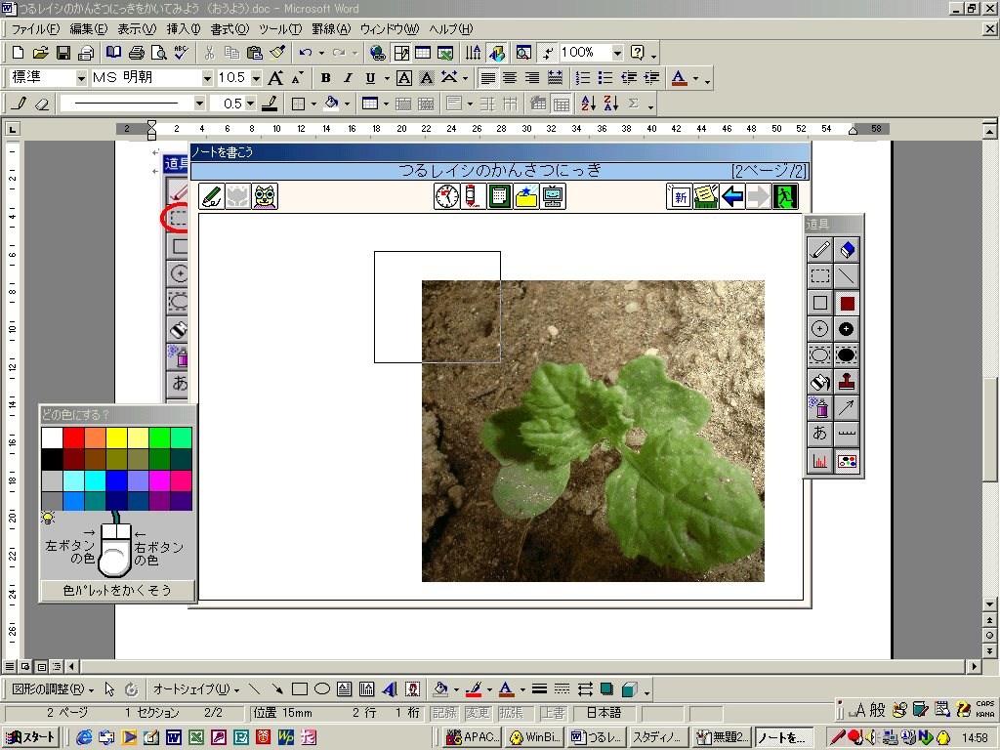 つるレイシのかんさつにっきをかいてみよう (おうよう).doc - Microsoft Word
ファイル(F) 編集(E) 表示(V) 挿入(I) 書式(O) ツール(T) 罫線(A) ウィンドウ(W) ヘルプ(H)
100%
標準 MS 明朝 10.5 B I U A A A
0.5
2 2 4 6 8 10 12 14 16 18 20 22 24 26 28 30 32 34 36 38 40 42 44 46 48 50 52 54 58
ノートを書こう
つるレイシのかんさつにっき [2ページ/2]
新
道具
道具
あ
あ
どの色にする?
→ ←
左ボタンの色
右ボタンの色
色パレットをかくそう
図形の調整(R) オートシェイプ(U)
2 ページ 1 セクション 2/2 位置 15mm 2 行 1 桁 記録 変更 拡張 上書 日本語
A 般 CAPS KANA
スタート APAC... WinBi... つるレ... スタディノ... 無題2... ノートを... 14:58